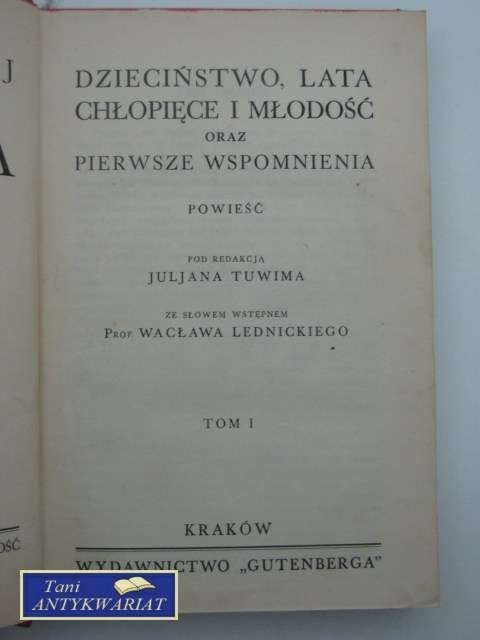 J
A
OŚĆ
DZIECIŃSTWO, LATA
CHŁOPIĘCE I MŁODOŚĆ
ORAZ
PIERWSZE WSPOMNIENIA
POWIEŚĆ
POD REDAKCJĄ
JULJANA TUWIMA
ZE SŁOWEM WSTĘPNEM
PROF. WACŁAWA LEDNICKIEGO
TOM I
KRAKÓW
WYDAWNICTWO „GUTENBERGA"
Tani
ANTYKWARIAT